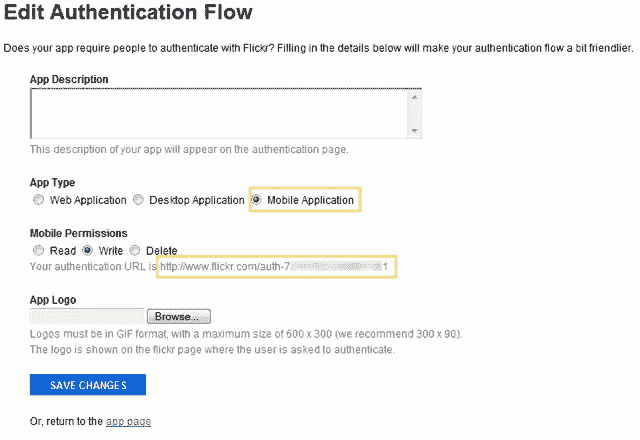 Edit Authentication Flow
Does your app require people to authenticate with Flickr? Filling in the details below will make your authentication flow a bit friendlier.
App Description
This description of your app will appear on the authentication page.
App Type
Web Application Desktop Application Mobile Application
Mobile Permissions
Read Write Delete
Your authentication URL is http://www.flickr.com/auth-7 1
App Logo
Browse...
Logos must be in GIF format, with a maximum size of 600 x 300 (we recommend 300 x 90).
The logo is shown on the flickr page where the user is asked to authenticate.
SAVE CHANGES
Or, return to the app page